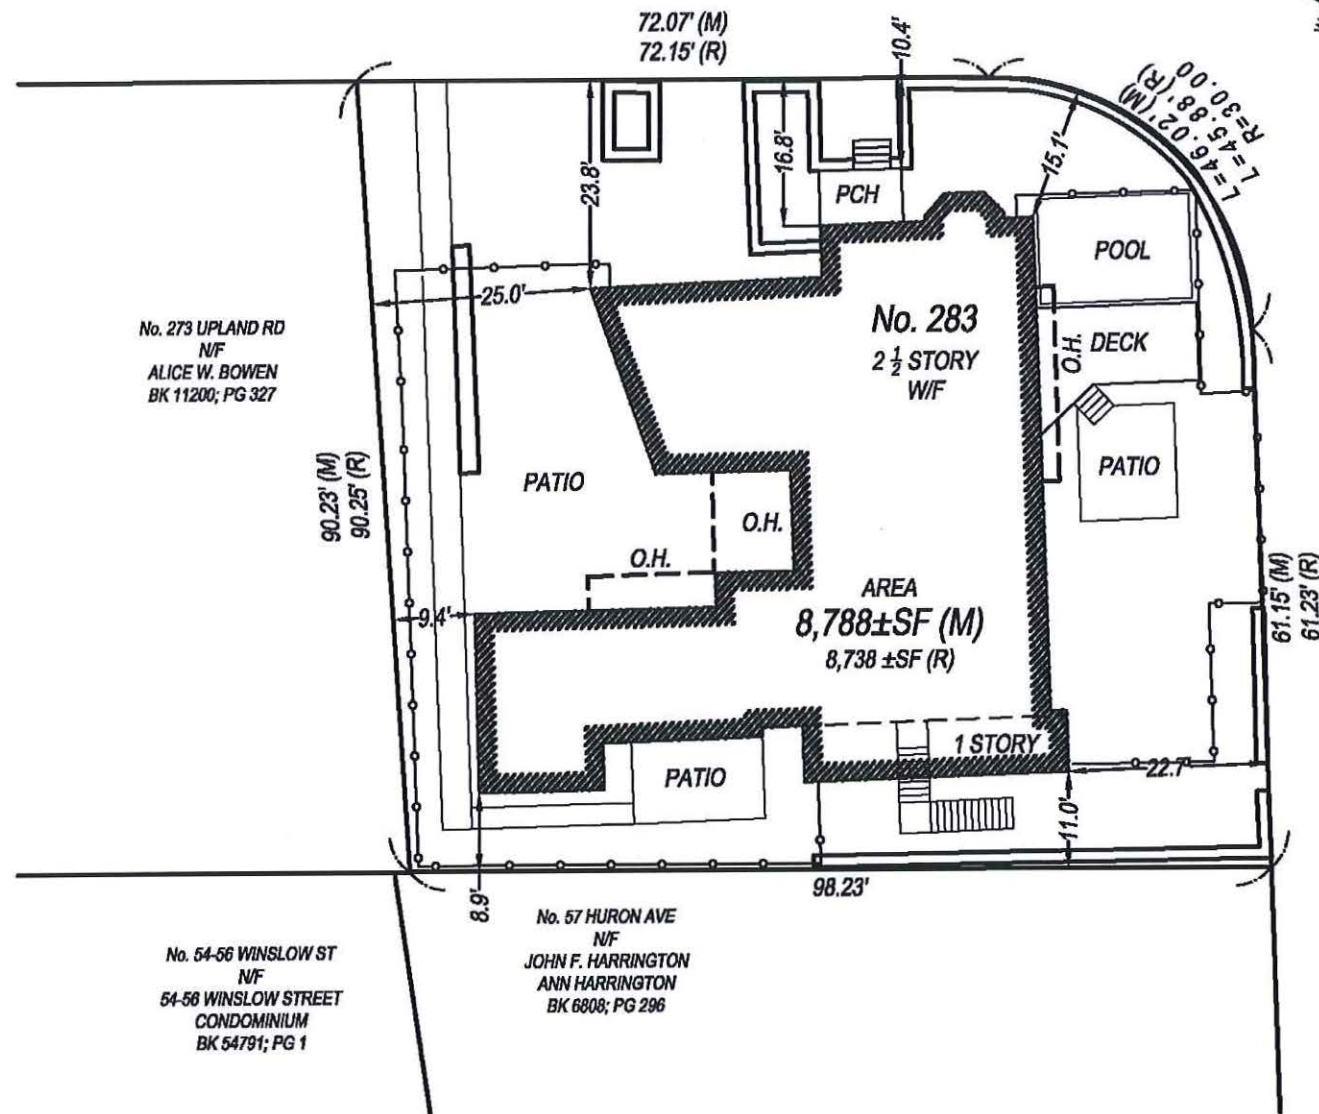 72.07' (M)
72.15' (R)
10.4'
L=46.02' (M)
L=45.88' (R)
R=30.00
16.8'
15.1'
23.8'
PCH
POOL
25.0'
No. 273 UPLAND RD
N/F
ALICE W. BOWEN
BK 11200; PG 327
No. 283
2 1/2 STORY
W/F
O.H.
DECK
90.23' (M)
90.25' (R)
PATIO
PATIO
O.H.
O.H.
AREA
8,788±SF (M)
8,738 ±SF (R)
9.4'
61.15' (M)
61.23' (R)
1 STORY
PATIO
22.7'
11.0'
98.23'
8.9'
No. 57 HURON AVE
N/F
JOHN F. HARRINGTON
ANN HARRINGTON
BK 6808; PG 296
No. 54-56 WINSLOW ST
N/F
54-56 WINSLOW STREET
CONDOMINIUM
BK 54791; PG 1